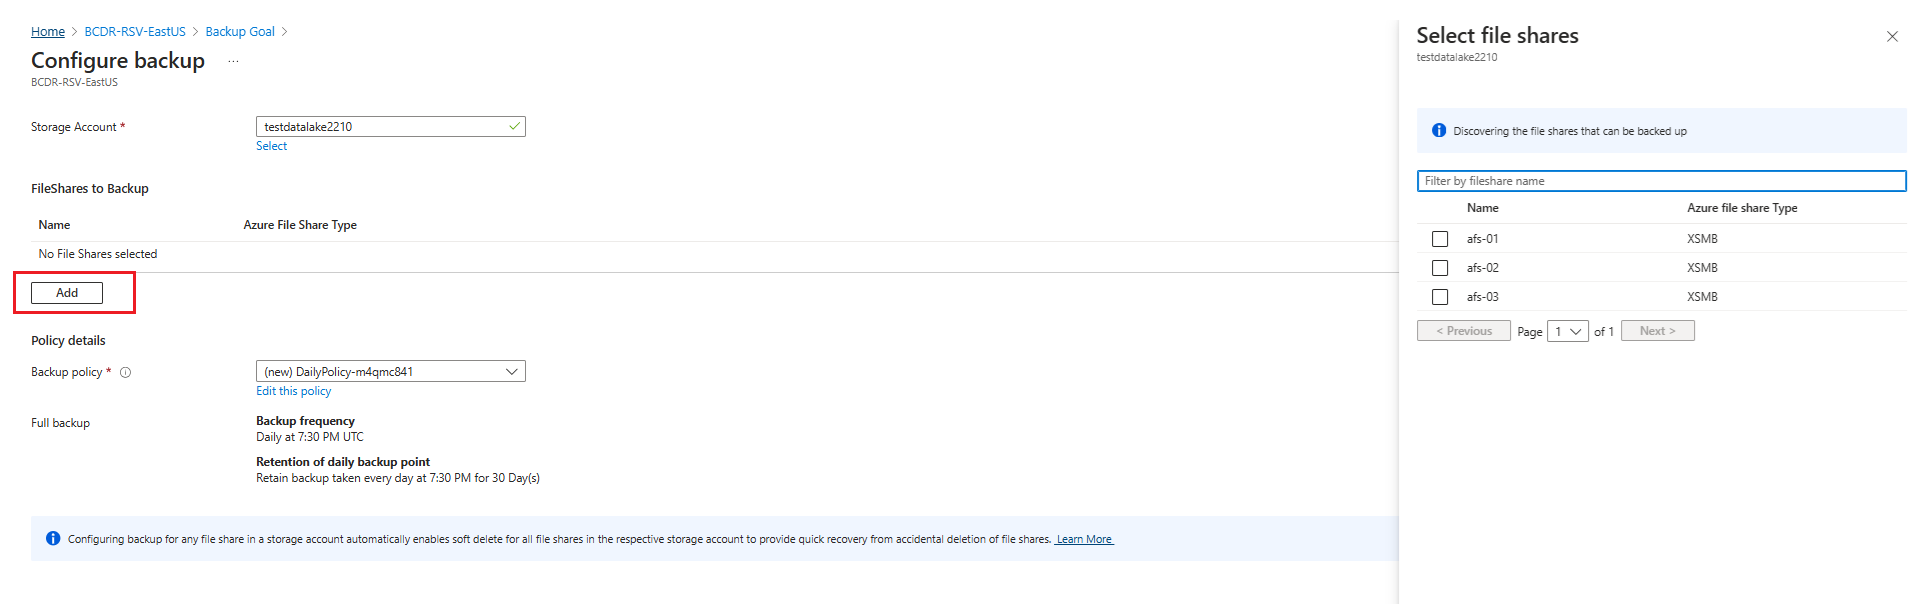 Home > BCDR-RSV-EastUS > Backup Goal >
Configure backup ...
BCDR-RSV-EastUS
Storage Account *
testdatalake2210
Select
FileShares to Backup
Name Azure File Share Type
No File Shares selected
Add
Policy details
Backup policy *
(new) DailyPolicy-m4qmc841
Edit this policy
Full backup
Backup frequency
Daily at 7:30 PM UTC
Retention of daily backup point
Retain backup taken every day at 7:30 PM for 30 Day(s)
Configuring backup for any file share in a storage account automatically enables soft delete for all file shares in the respective storage account to provide quick recovery from accidental deletion of file shares. Learn More
Select file shares
testdatalake2210
Discovering the file shares that can be backed up
Filter by fileshare name
Name Azure file share Type
afs-01 XSMB
afs-02 XSMB
afs-03 XSMB
< Previous Page 1 of 1 Next >